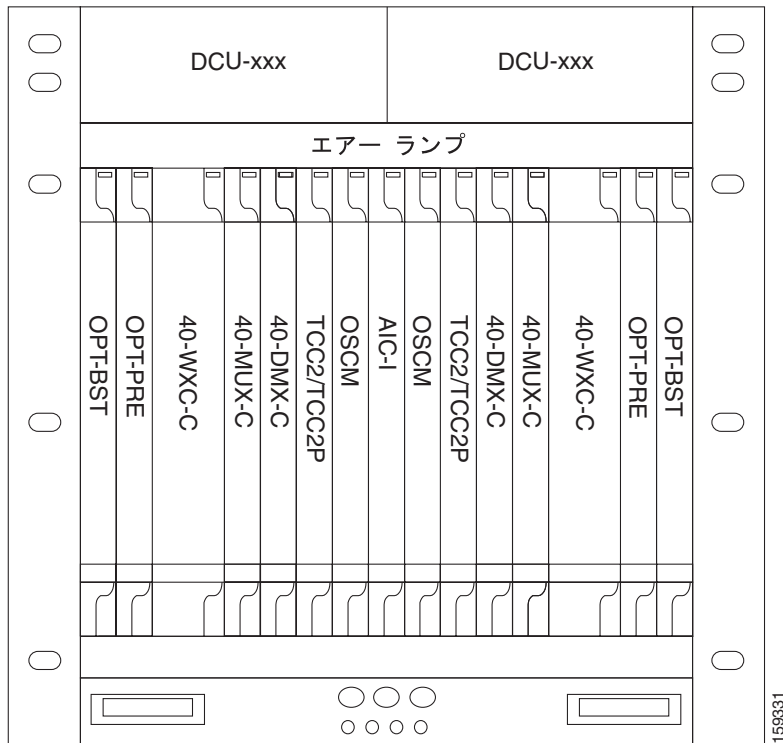 DCU-xxx
DCU-xxx
エアー ランプ
OPT-BST
OPT-PRE
40-WXC-C
40-MUX-C
40-DMX-C
TCC2/TCC2P
OSCM
AIC-I
OSCM
TCC2/TCC2P
40-DMX-C
40-MUX-C
40-WXC-C
OPT-PRE
OPT-BST
159331